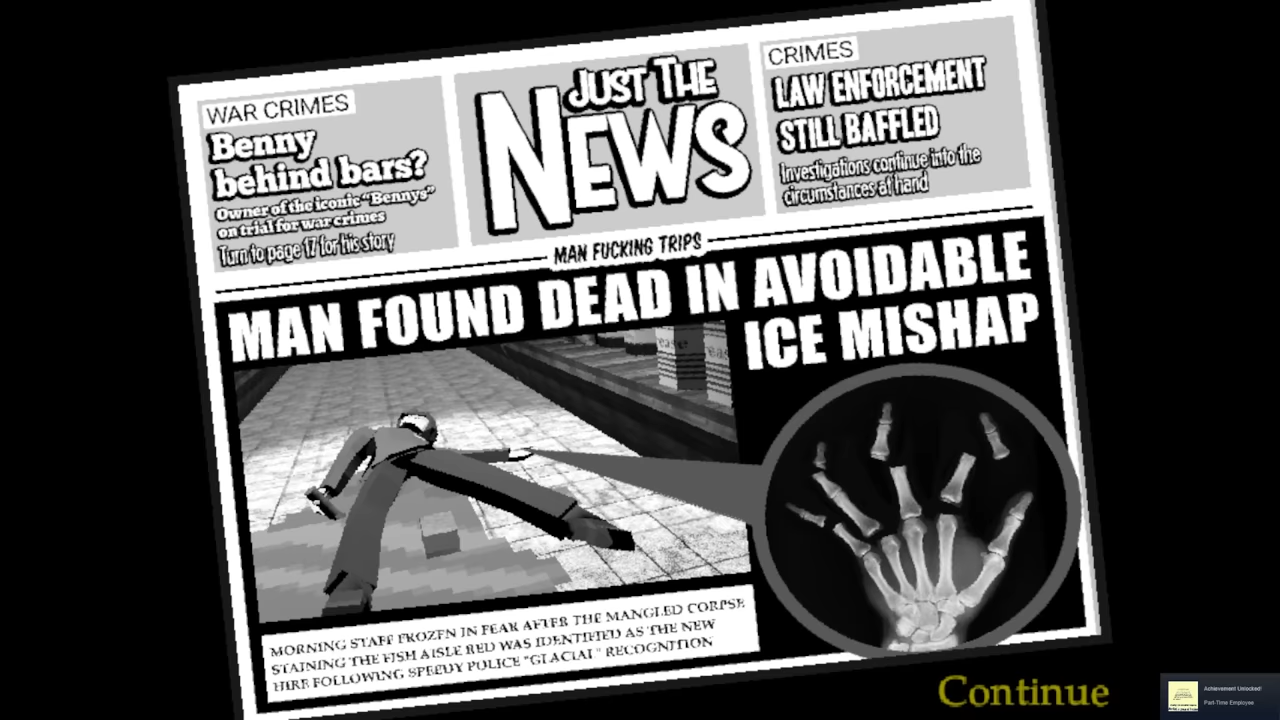 WAR CRIMES
Benny
behind bars?
Owner of the iconic "Bennys"
on trial for war crimes
Turn to page 17 for his story
JUST THE
NEWS
CRIMES
LAW ENFORCEMENT
STILL BAFFLED
Investigations continue into the
circumstances at hand
MAN FUCKING TRIPS
MAN FOUND DEAD IN AVOIDABLE
ICE MISHAP
MORNING STAFF FROZEN IN FEAR AFTER THE MANGLED CORPSE
STAINING THE FISH AISLE RED WAS IDENTIFIED AS THE NEW
HIRE FOLLOWING SPEEDY POLICE "GLACIAL" RECOGNITION
Continue
Achievement Unlocked!
Part-Time Employee